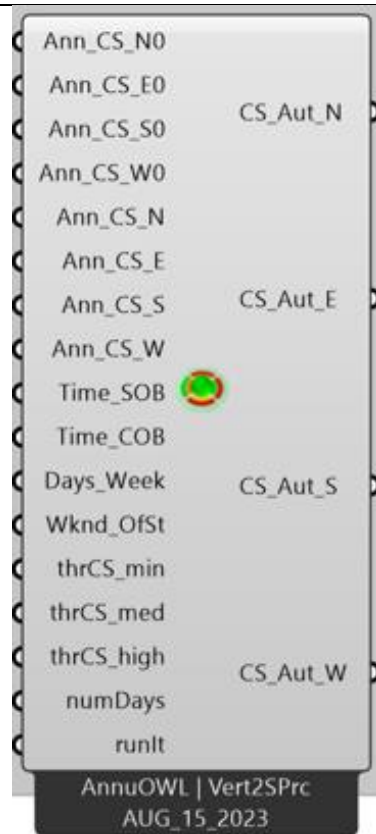 Ann_CS_N0
Ann_CS_E0
Ann_CS_S0
Ann_CS_W0
Ann_CS_N
Ann_CS_E
Ann_CS_S
Ann_CS_W
Time_SOB
Time_COB
Days_Week
Wknd_OfSt
thrCS_min
thrCS_med
thrCS_high
numDays
runIt
CS_Aut_N
CS_Aut_E
CS_Aut_S
CS_Aut_W
AnnuOWL | Vert2SPrc
AUG_15_2023